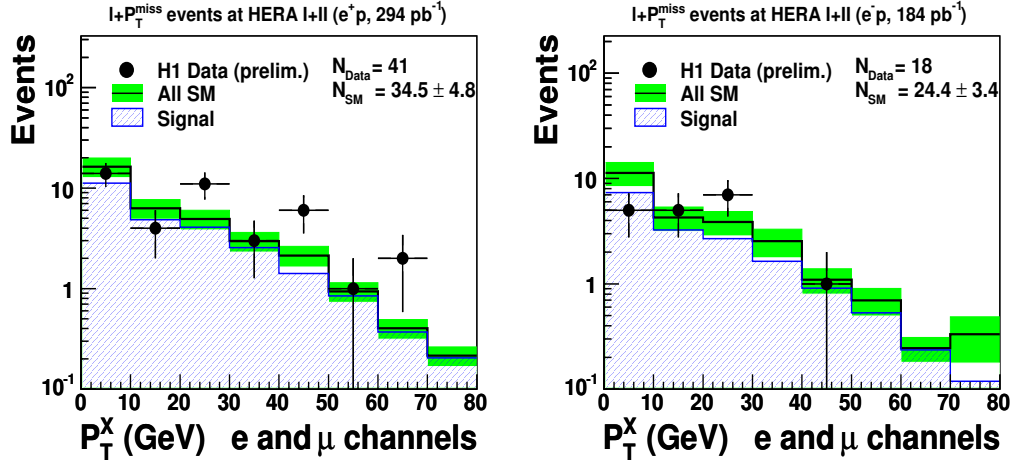 l+P_T^miss events at HERA I+II (e⁺p, 294 pb⁻¹)
Events
H1 Data (prelim.)
All SM
Signal
N_Data = 41
N_SM = 34.5 ± 4.8
10²
10
1
10⁻¹
0 10 20 30 40 50 60 70 80
P_T^X (GeV) e and μ channels
l+P_T^miss events at HERA I+II (e⁻p, 184 pb⁻¹)
Events
H1 Data (prelim.)
All SM
Signal
N_Data = 18
N_SM = 24.4 ± 3.4
10²
10
1
10⁻¹
0 10 20 30 40 50 60 70 80
P_T^X (GeV) e and μ channels